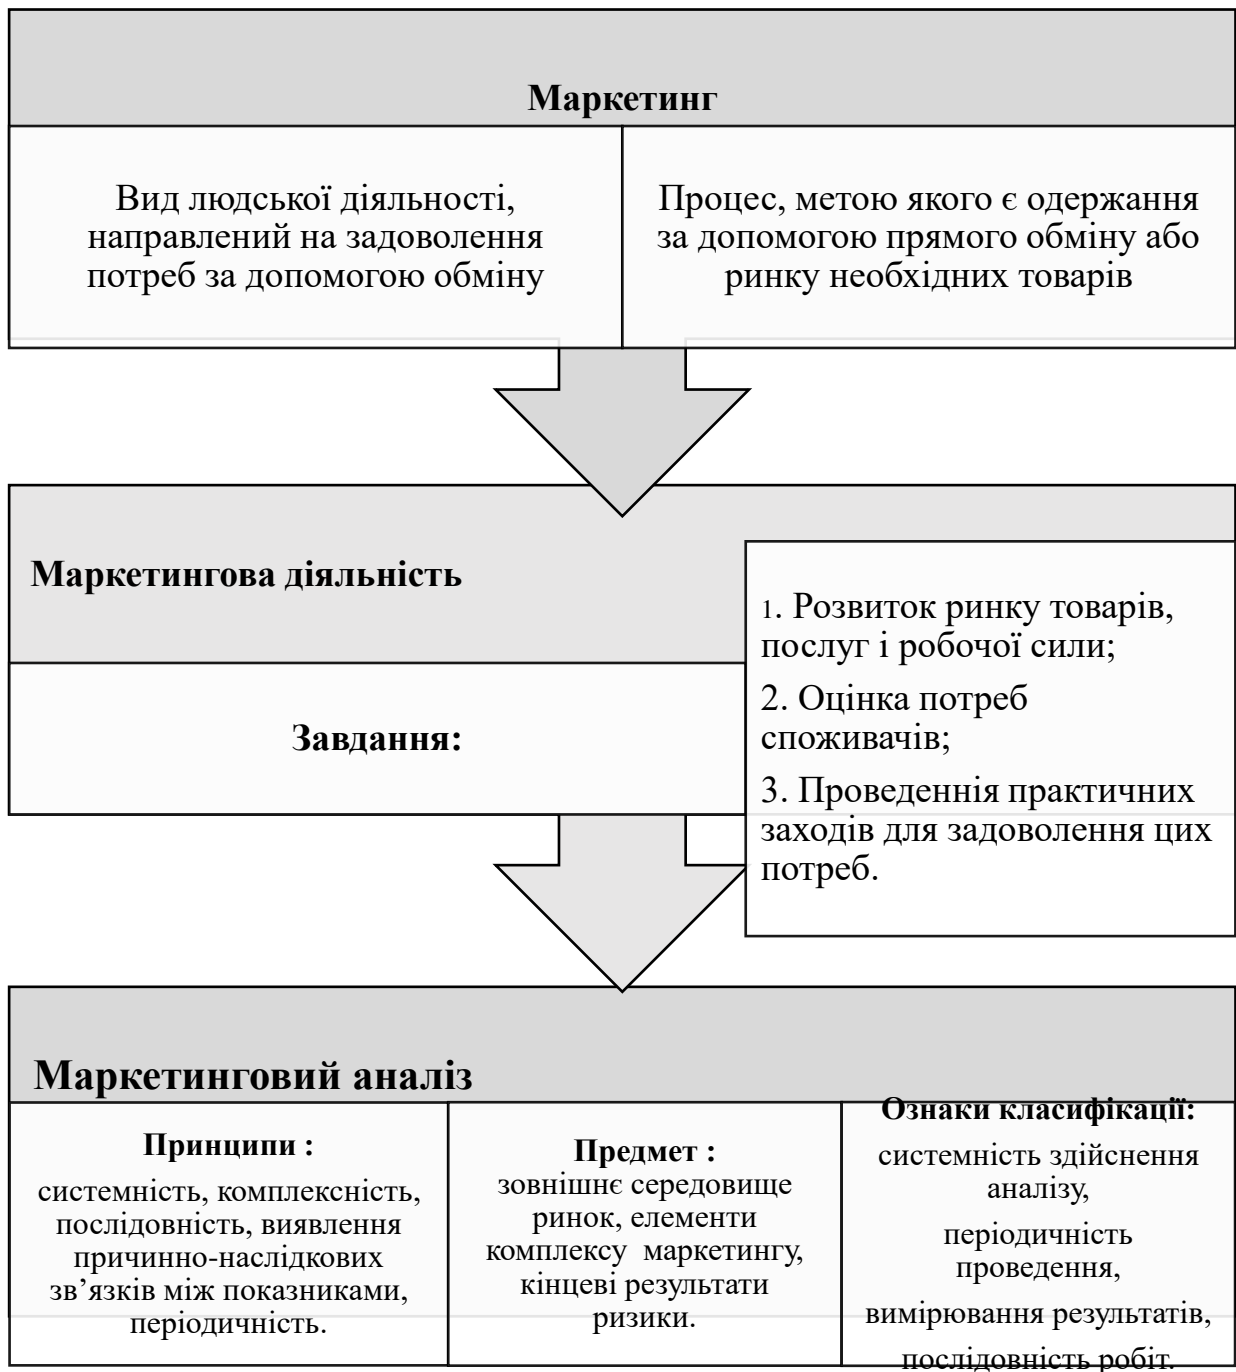 Маркетинг
Вид людської діяльності,
направлений на задоволення
потреб за допомогою обміну
Процес, метою якого є одержання
за допомогою прямого обміну або
ринку необхідних товарів
Маркетингова діяльність
Завдання:
1. Розвиток ринку товарів,
послуг і робочої сили;
2. Оцінка потреб
споживачів;
3. Проведеннія практичних
заходів для задоволення цих
потреб.
Маркетинговий аналіз
Принципи :
системність, комплексність,
послідовність, виявлення
причинно-наслідкових
зв’язків між показниками,
періодичність.
Предмет :
зовнішнє середовище
ринок, елементи
комплексу маркетингу,
кінцеві результати
ризики.
Ознаки класифікації:
системність здійснення
аналізу,
періодичність
проведення,
вимірювання результатів,
послідовність робіт.